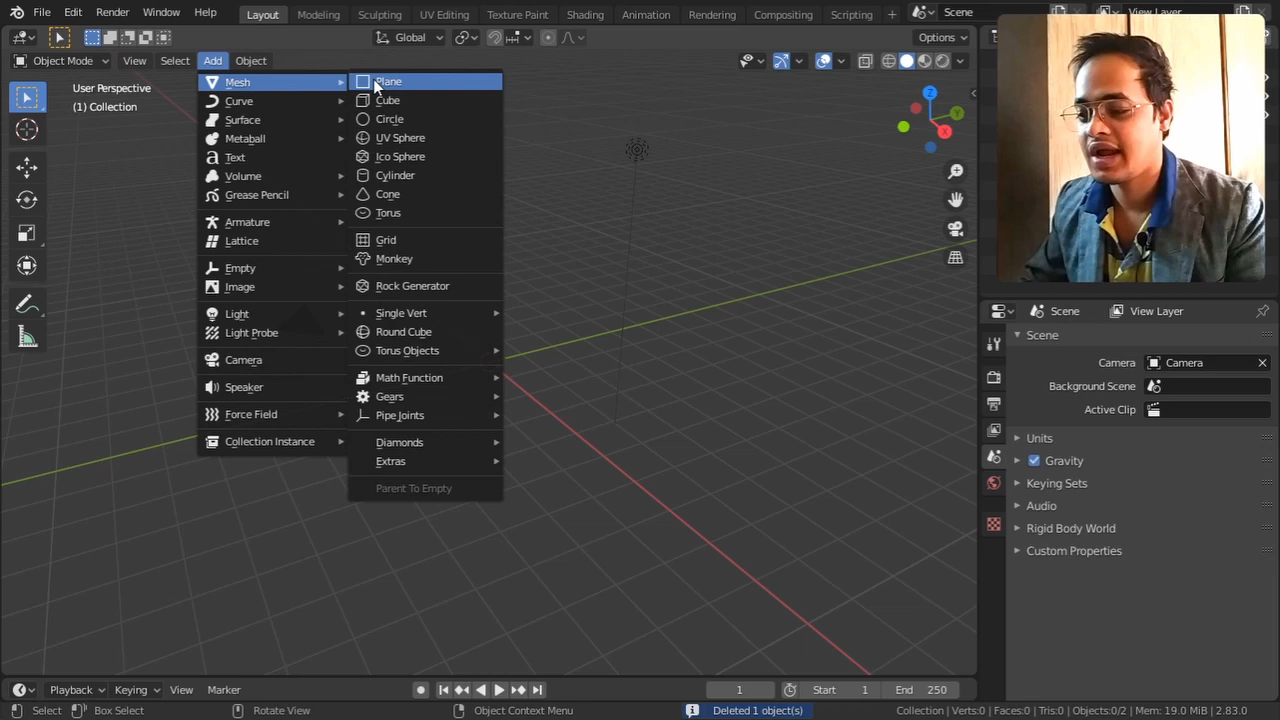 File Edit Render Window Help Layout Modeling Sculpting UV Editing Texture Paint Shading Animation Rendering Compositing Scripting + Scene View Layer
Global Options
Object Mode View Select Add Object
User Perspective
(1) Collection
Mesh
Curve
Surface
Metaball
Text
Volume
Grease Pencil
Armature
Lattice
Empty
Image
Light
Light Probe
Camera
Speaker
Force Field
Collection Instance
Plane
Cube
Circle
UV Sphere
Ico Sphere
Cylinder
Cone
Torus
Grid
Monkey
Rock Generator
Single Vert
Round Cube
Torus Objects
Math Function
Gears
Pipe Joints
Diamonds
Extras
Parent To Empty
Z
Y
X
Scene View Layer
Scene
Camera Camera
Background Scene
Active Clip
Units
Gravity
Keying Sets
Audio
Rigid Body World
Custom Properties
Playback Keying View Marker 1 Start 1 End 250
Select Box Select Rotate View Object Context Menu Deleted 1 object(s) Collection | Verts:0 | Faces:0 | Tris:0 | Objects:0/2 | Mem: 19.0 MiB | 2.83.0